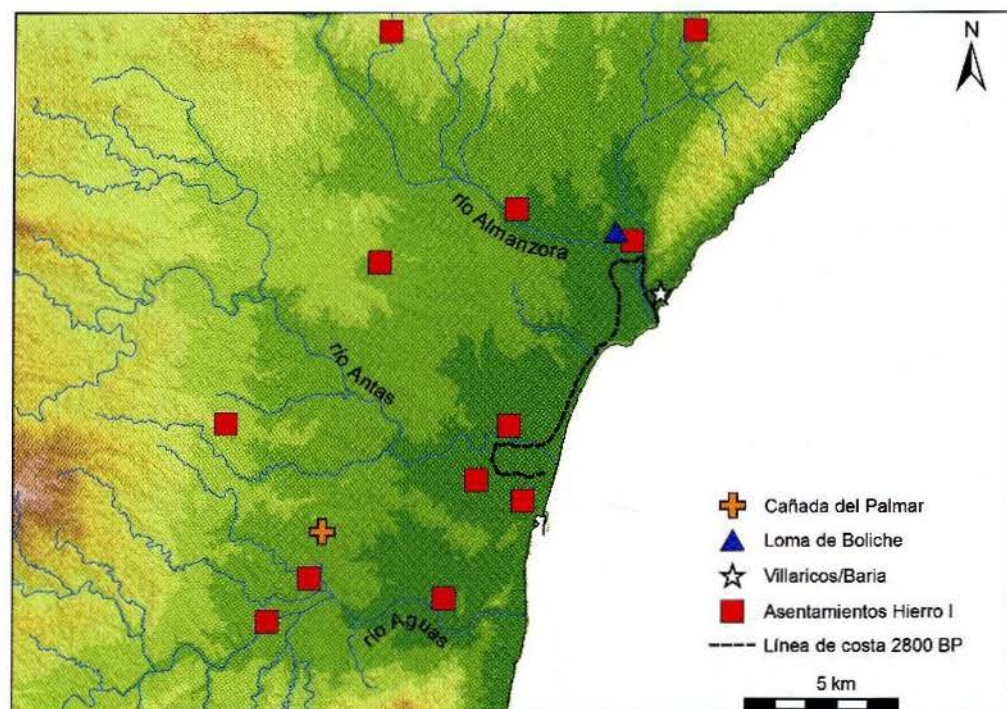 N
río Almanzora
río Antas
río Aguas
Cañada del Palmar
Loma de Boliche
Villaricos/Baria
Asentamientos Hierro I
Línea de costa 2800 BP
5 km